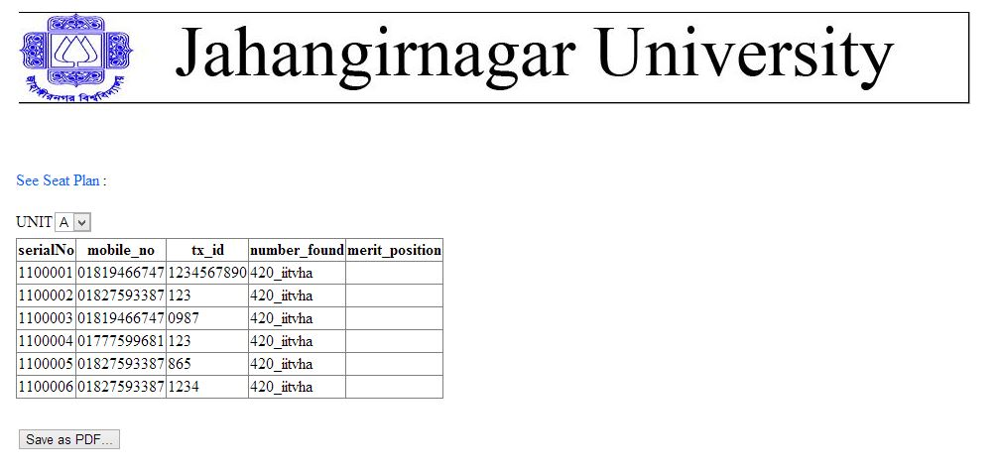 জাহাঙ্গীরনগর বিশ্ববিদ্যালয়
Jahangirnagar University
See Seat Plan :
UNIT A
serialNo mobile_no tx_id number_found merit_position
1100001 01819466747 1234567890 420_iitvha
1100002 01827593387 123 420_iitvha
1100003 01819466747 0987 420_iitvha
1100004 01777599681 123 420_iitvha
1100005 01827593387 865 420_iitvha
1100006 01827593387 1234 420_iitvha
Save as PDF...